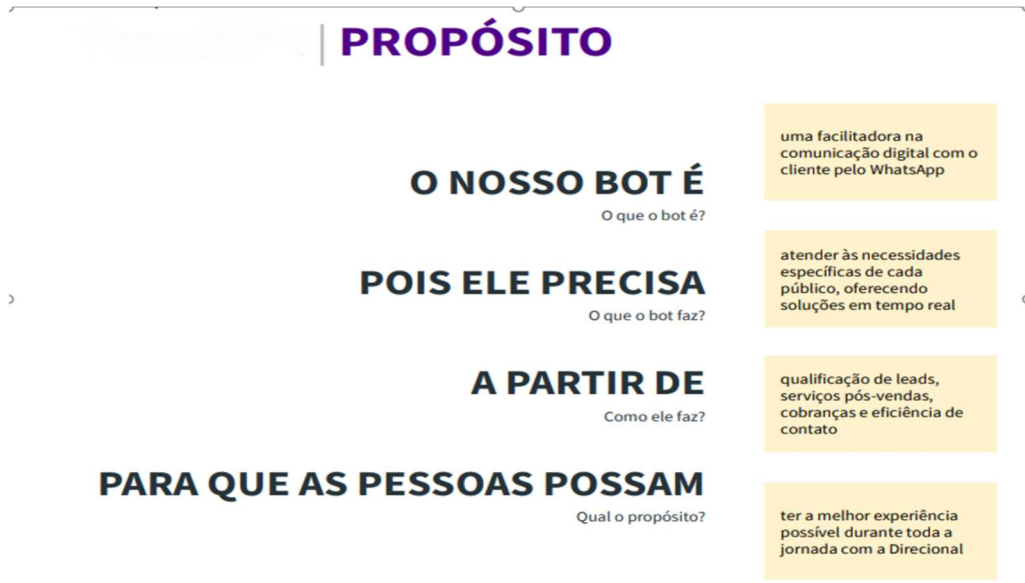 PROPÓSITO
O NOSSO BOT É
O que o bot é?
uma facilitadora na
comunicação digital com o
cliente pelo WhatsApp
POIS ELE PRECISA
O que o bot faz?
atender às necessidades
específicas de cada
público, oferecendo
soluções em tempo real
A PARTIR DE
Como ele faz?
qualificação de leads,
serviços pós-vendas,
cobranças e eficiência de
contato
PARA QUE AS PESSOAS POSSAM
Qual o propósito?
ter a melhor experiência
possível durante toda a
jornada com a Direcional